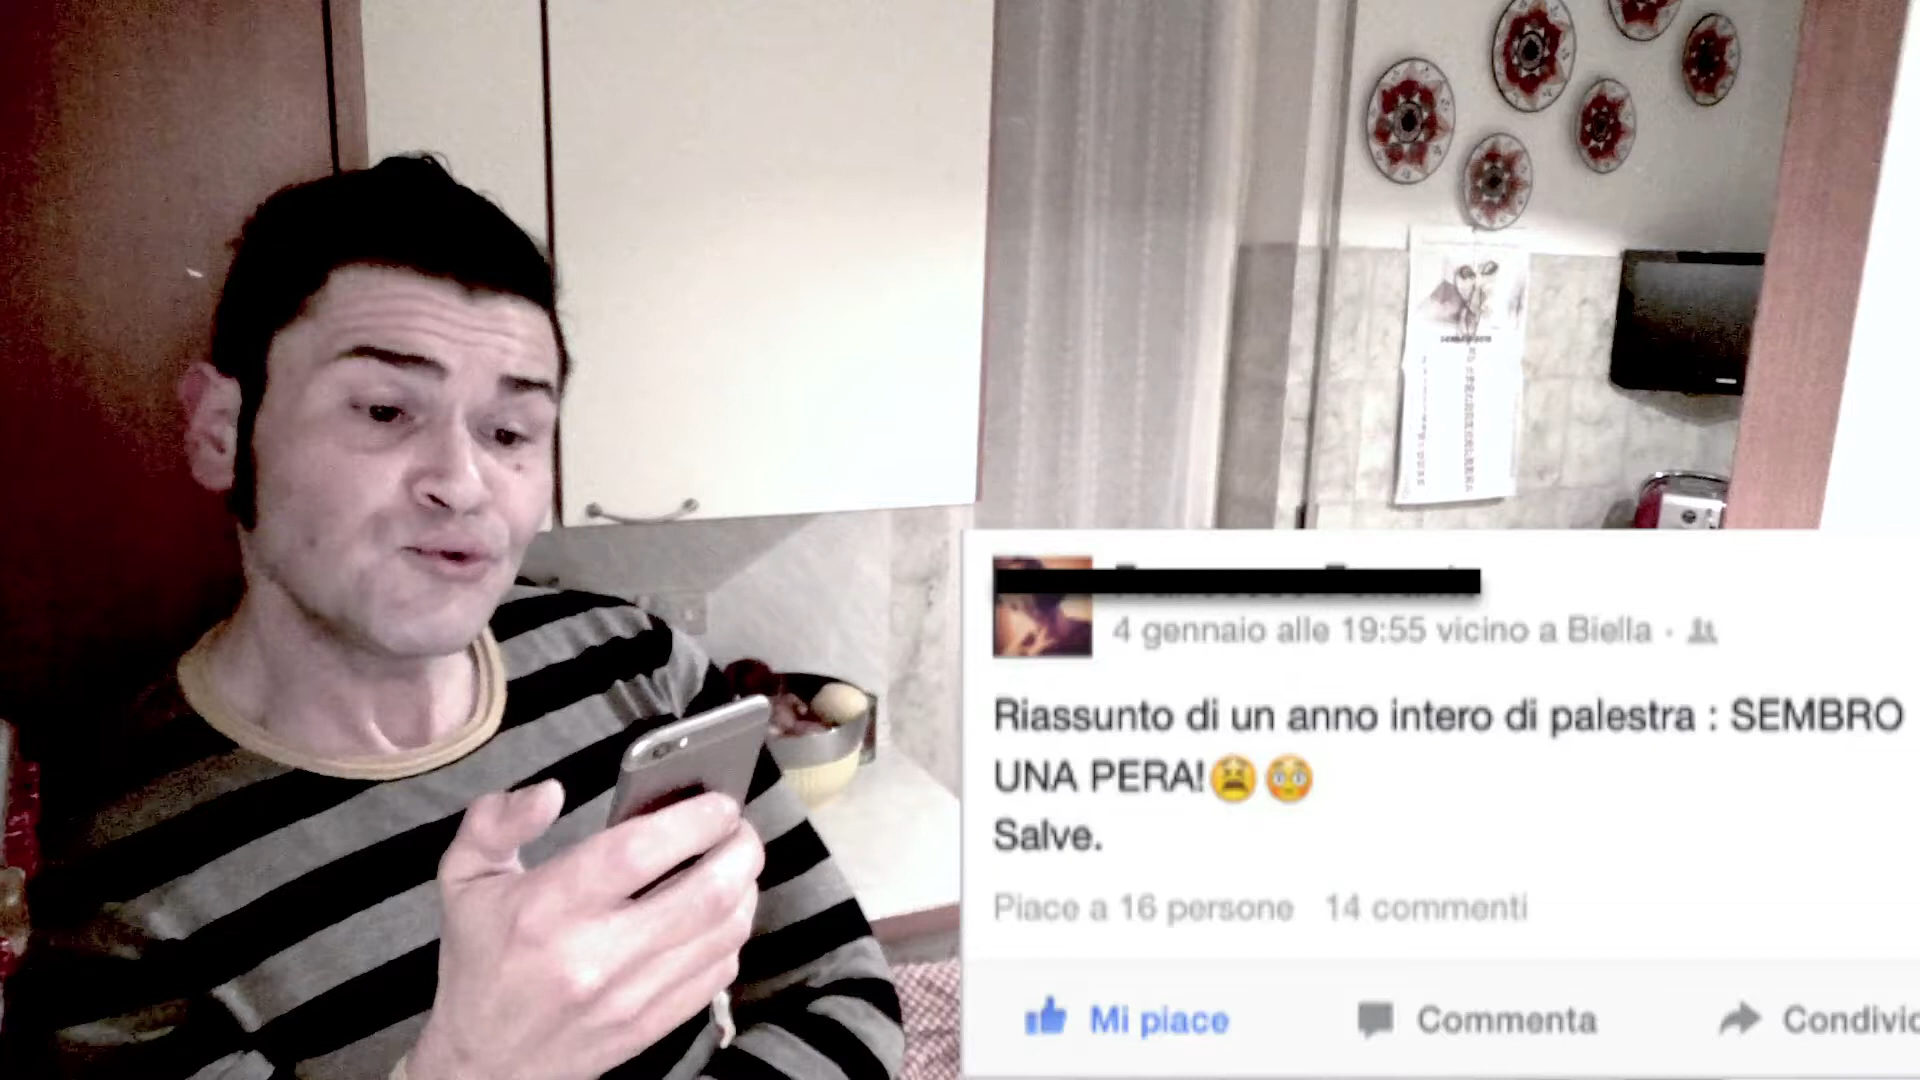 4 gennaio alle 19:55 vicino a Biella ·
Riassunto di un anno intero di palestra : SEMBRO
UNA PERA!😫😳
Salve.
Piace a 16 persone 14 commenti
Mi piace Commenta Condivid